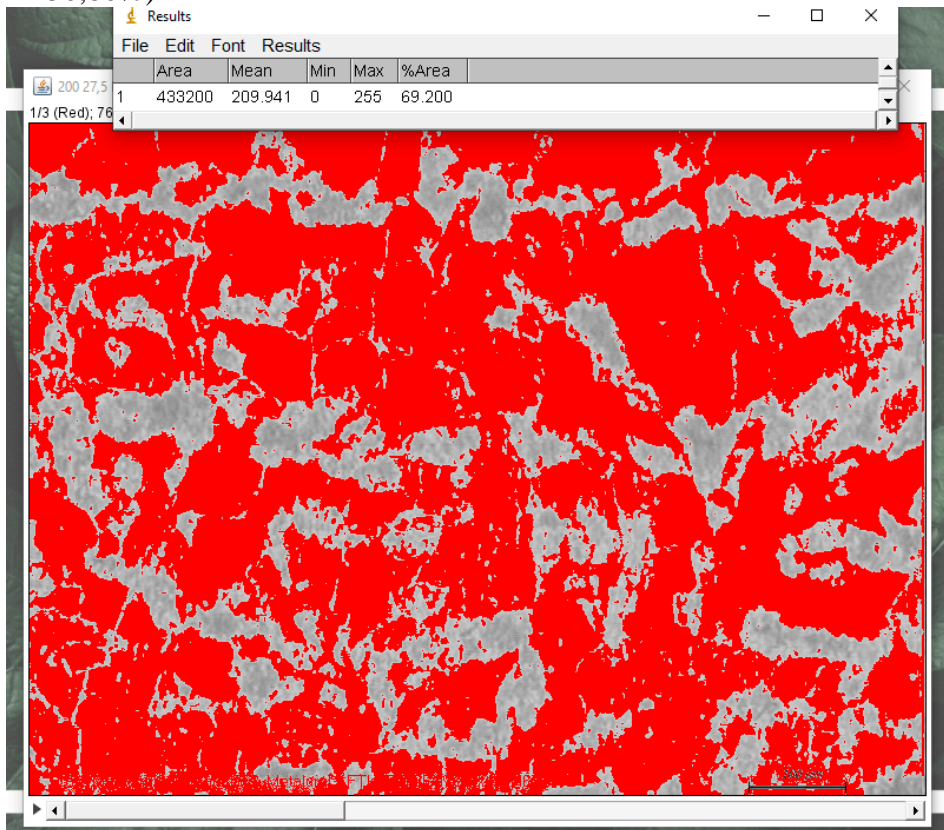 Results
File Edit Font Results
Area Mean Min Max %Area
1 433200 209.941 0 255 69.200
200 27,5
1/3 (Red); 76